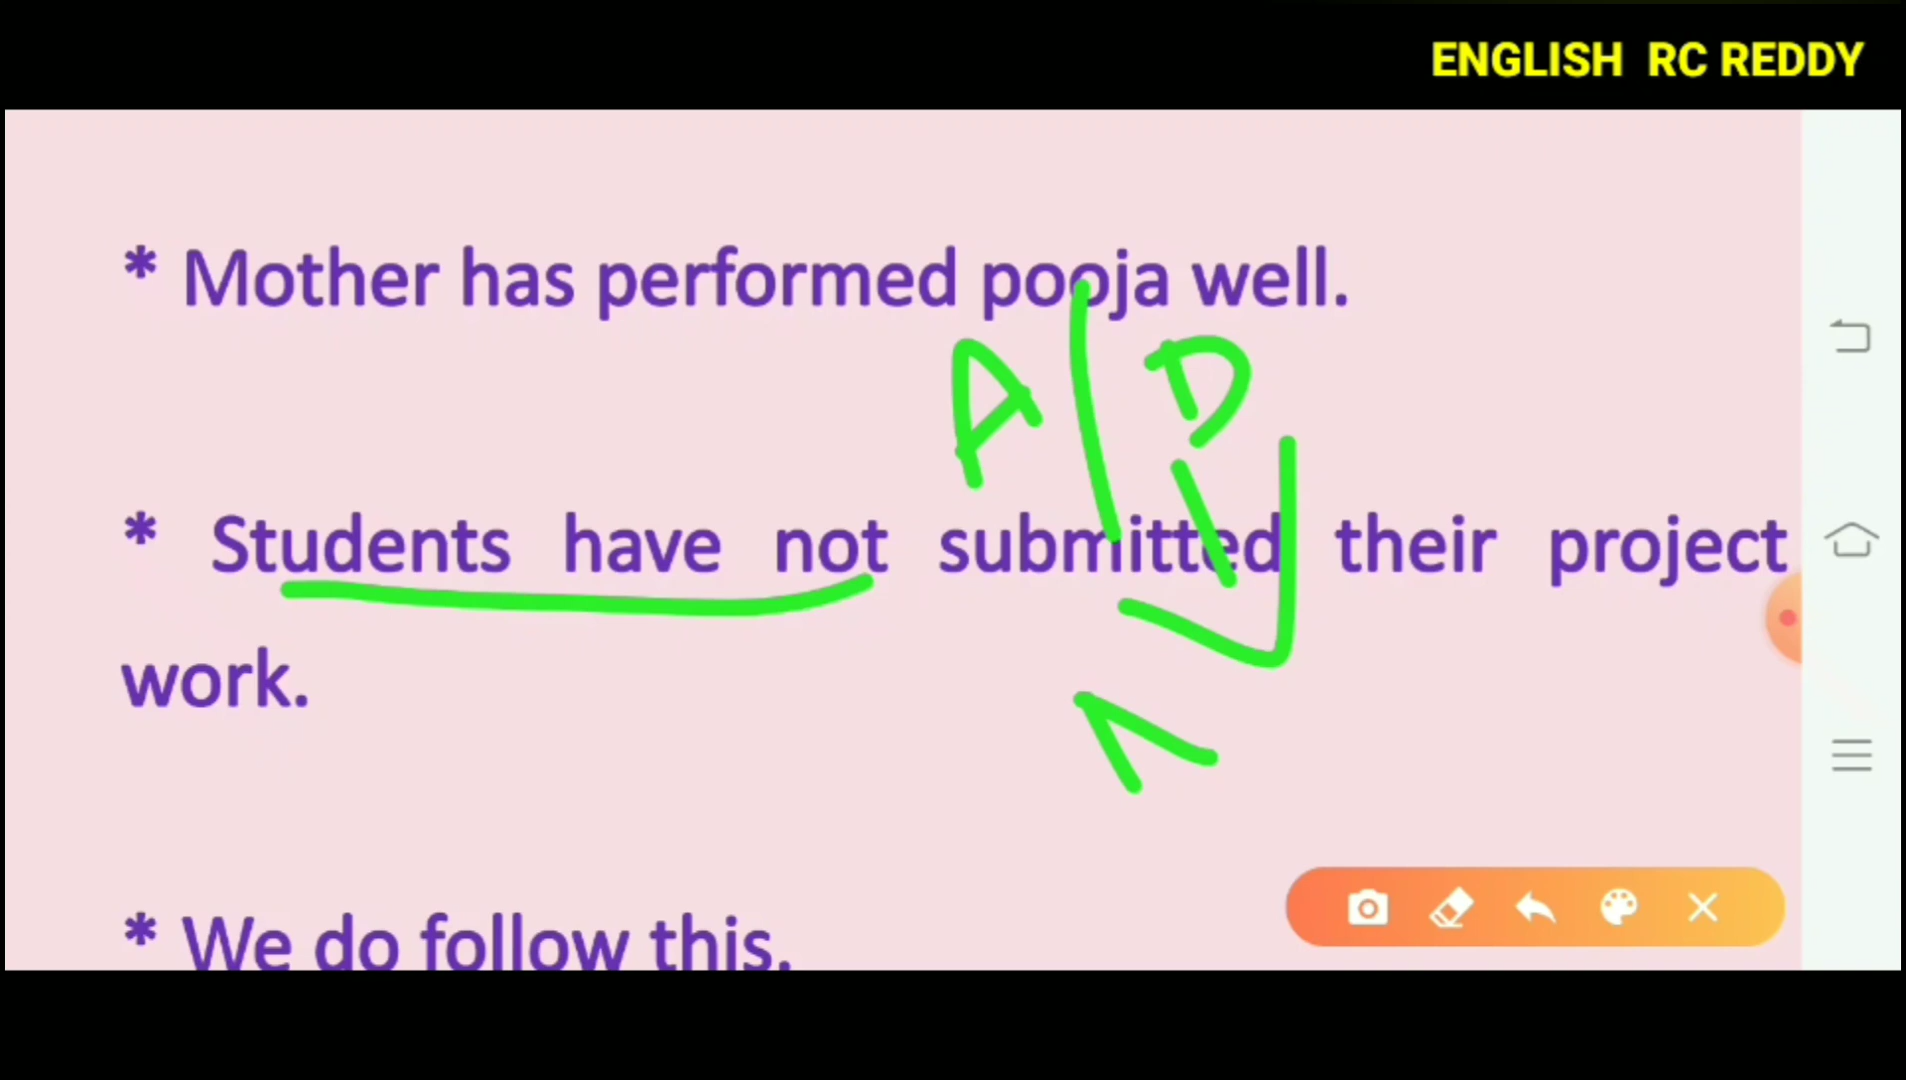 ENGLISH RC REDDY
* Mother has performed pooja well.
A | D
* Students have not submitted their project
work.
* We do follow this.